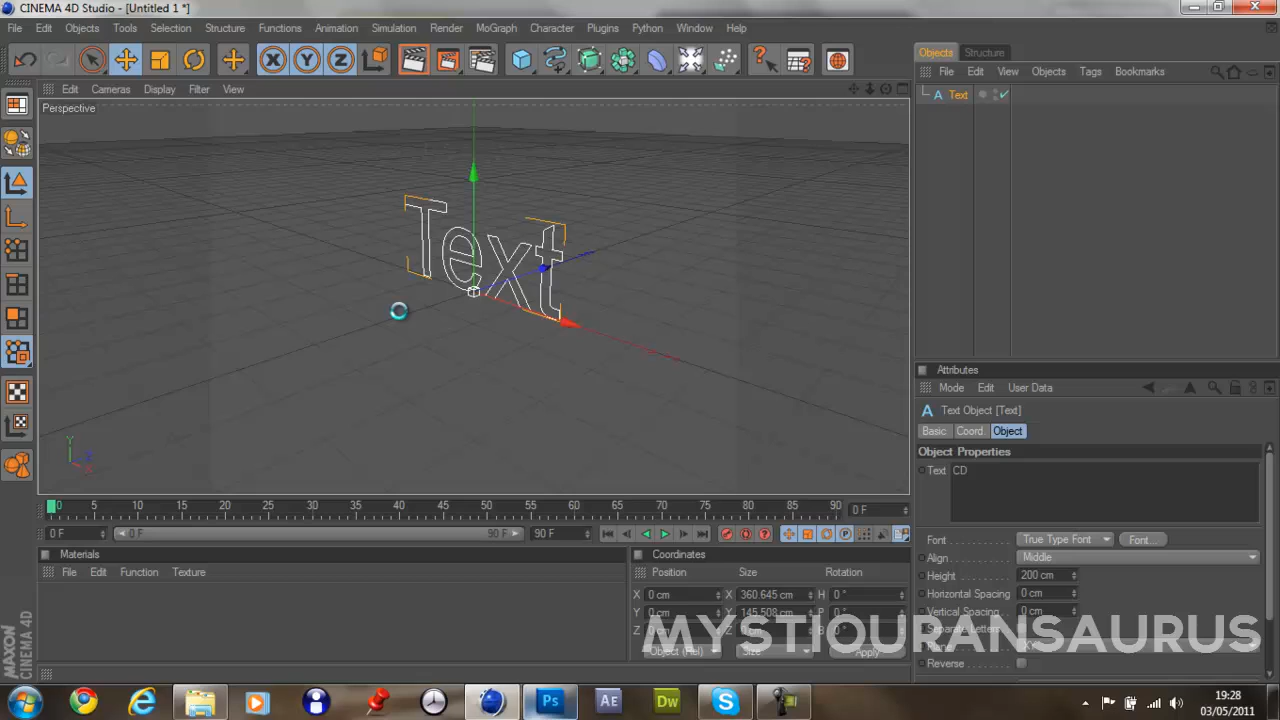 CINEMA 4D Studio - [Untitled 1 *]
File Edit Objects Tools Selection Structure Functions Animation Simulation Render MoGraph Character Plugins Python Window Help
X Y Z
Objects Structure
File Edit View Objects Tags Bookmarks
Edit Cameras Display Filter View
A Text
Perspective
Text
Y
Z
X
Attributes
Mode Edit User Data
A Text Object [Text]
Basic Coord Object
Object Properties
Text CD
0 5 10 15 20 25 30 35 40 45 50 55 60 65 70 75 80 85 90 0 F
0 F 0 F 90 F 90 F
Font True Type Font Font...
Align Middle
Height 200 cm
Horizontal Spacing 0 cm
Vertical Spacing 0 cm
Reverse
Materials
File Edit Function Texture
Coordinates
Position Size Rotation
X 0 cm X 360.645 cm H 0 °
Y 0 cm Y 145.508 cm P 0 °
Z 0 cm
Object (Rel) Size Apply
MYSTIOURANSAURUS
MAXON
CINEMA 4D
Ps Ae Dw S
19:28
03/05/2011